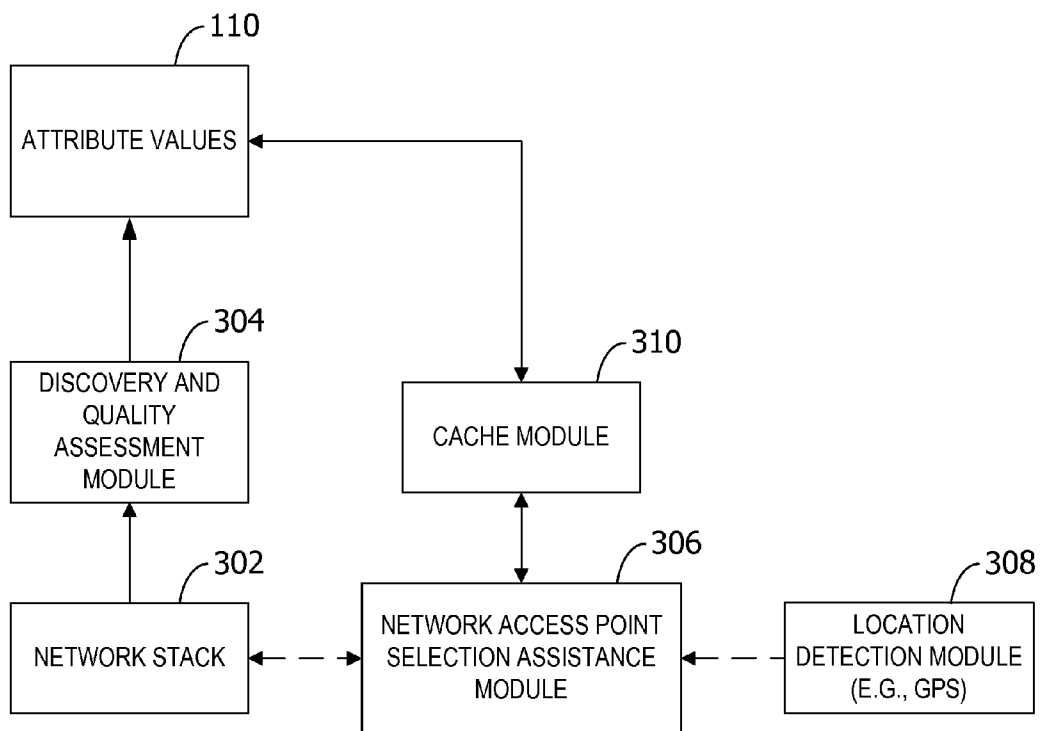 110
ATTRIBUTE VALUES
304
DISCOVERY AND
QUALITY
ASSESSMENT
MODULE
310
CACHE MODULE
302
NETWORK STACK
306
NETWORK ACCESS POINT
SELECTION ASSISTANCE
MODULE
308
LOCATION
DETECTION MODULE
(E.G., GPS)